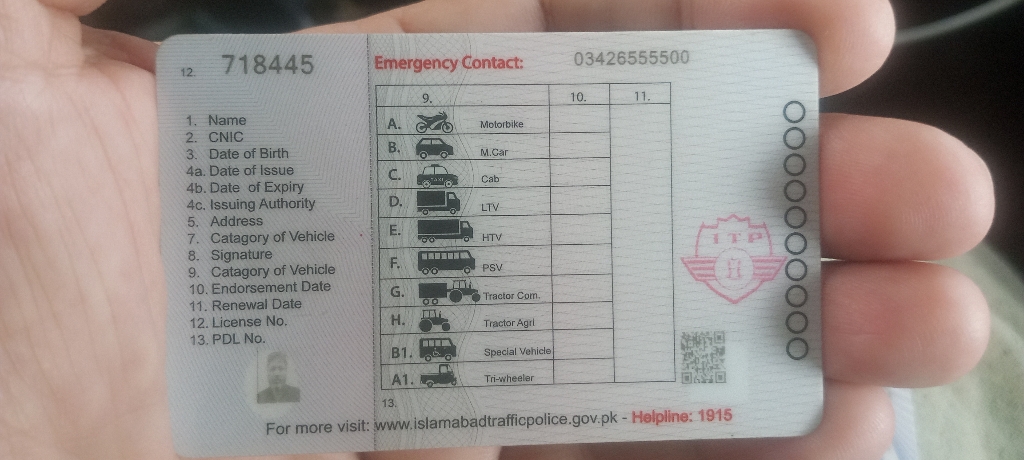 12. 718445
Emergency Contact: 03426555500
1. Name
2. CNIC
3. Date of Birth
4a. Date of Issue
4b. Date of Expiry
4c. Issuing Authority
5. Address
7. Catagory of Vehicle
8. Signature
9. Catagory of Vehicle
10. Endorsement Date
11. Renewal Date
12. License No.
13. PDL No.
9. 10. 11.
A. Motorbike
B. M.Car
C. Cab
D. LTV
E. HTV
F. PSV
G. Tractor Com.
H. Tractor Agri
B1. Special Vehicle
A1. Tri-wheeler
13.
ITP
For more visit: www.islamabadtrafficpolice.gov.pk - Helpline: 1915